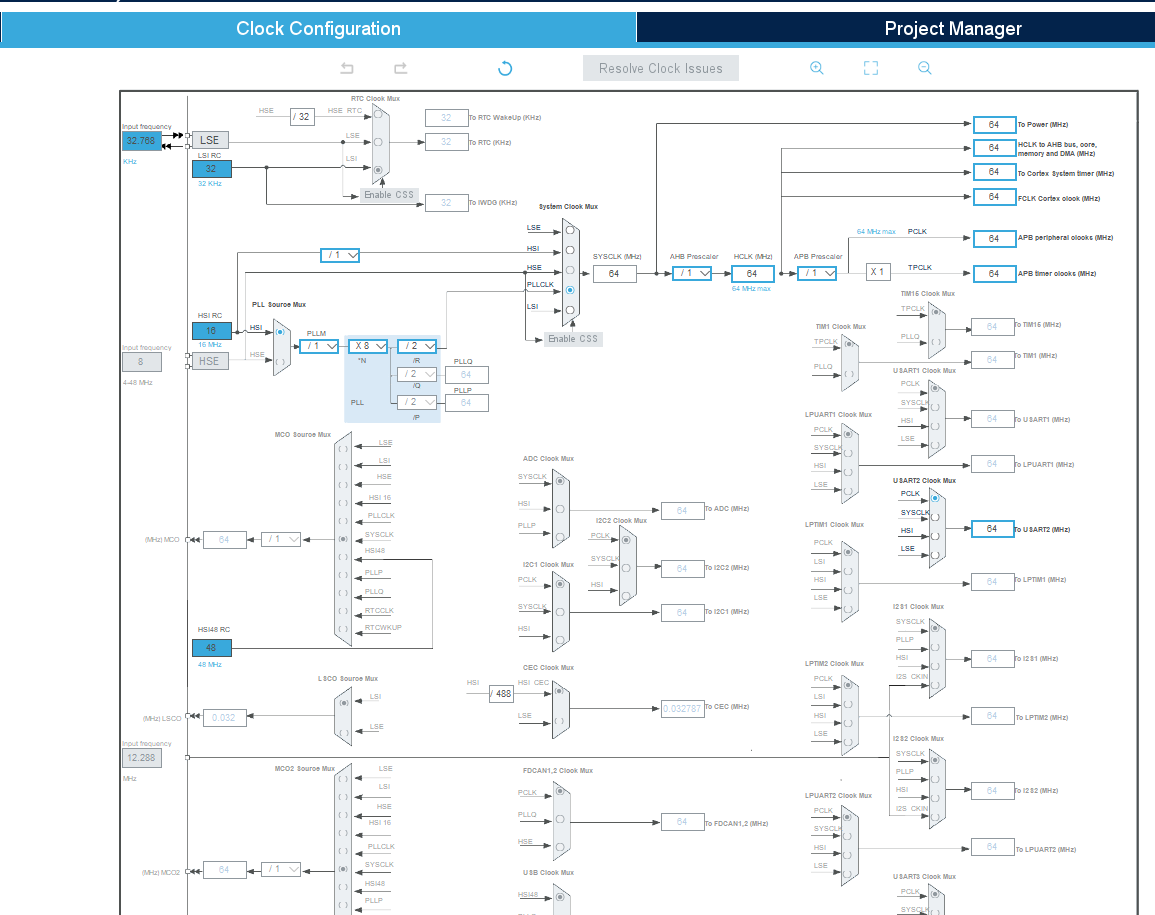 Clock Configuration
Project Manager
Resolve Clock Issues
RTC Clock Mux
HSE
/ 32
HSE_RTC
32
To RTC WakeUp (KHz)
Input frequency
32.768
KHz
LSE
LSE
32
To RTC (KHz)
LSI RC
32
32 KHz
LSI
Enable CSS
32
To IWDG (KHz)
64
To Power (MHz)
64
HCLK to AHB bus, core,
memory and DMA (MHz)
64
To Cortex System timer (MHz)
64
FCLK Cortex clock (MHz)
System Clock Mux
LSE
HSI
HSE
PLLCLK
LSI
/ 1
SYSCLK (MHz)
64
AHB Prescaler
/ 1
HCLK (MHz)
64
64 MHz max
APB Prescaler
/ 1
64 MHz max
PCLK
64
APB peripheral clocks (MHz)
X 1
TPCLK
64
APB timer clocks (MHz)
Enable CSS
PLL Source Mux
HSI RC
16
16 MHz
HSI
HSE
Input frequency
8
4-48 MHz
HSE
PLLM
/ 1
X 8
*N
/ 2
/R
/ 2
/Q
PLLQ
64
PLL
/ 2
/P
PLLP
64
TIM15 Clock Mux
TPCLK
PLLQ
64
To TIM15 (MHz)
TIM1 Clock Mux
TPCLK
PLLQ
64
To TIM1 (MHz)
USART1 Clock Mux
PCLK
SYSCLK
HSI
LSE
64
To USART1 (MHz)
LPUART1 Clock Mux
PCLK
SYSCLK
HSI
LSE
64
To LPUART1 (MHz)
USART2 Clock Mux
PCLK
SYSCLK
HSI
LSE
64
To USART2 (MHz)
LPTIM1 Clock Mux
PCLK
LSI
HSI
LSE
64
To LPTIM1 (MHz)
MCO Source Mux
LSE
LSI
HSE
HSI 16
PLLCLK
SYSCLK
HSI48
PLLP
PLLQ
RTCCLK
RTCWKUP
(MHz) MCO
64
/ 1
HSI48 RC
48
48 MHz
ADC Clock Mux
SYSCLK
HSI
PLLP
64
To ADC (MHz)
I2C2 Clock Mux
PCLK
SYSCLK
HSI
64
To I2C2 (MHz)
I2C1 Clock Mux
PCLK
SYSCLK
HSI
64
To I2C1 (MHz)
I2S1 Clock Mux
SYSCLK
PLLP
HSI
I2S_CKIN
64
To I2S1 (MHz)
LSCO Source Mux
LSI
LSE
(MHz) LSCO
0.032
CEC Clock Mux
HSI
/ 488
HSI_CEC
LSE
0.032787
To CEC (MHz)
LPTIM2 Clock Mux
PCLK
LSI
HSI
LSE
64
To LPTIM2 (MHz)
Input frequency
12.288
MHz
I2S2 Clock Mux
SYSCLK
PLLP
HSI
I2S_CKIN
64
To I2S2 (MHz)
MCO2 Source Mux
LSE
LSI
HSE
HSI 16
PLLCLK
SYSCLK
HSI48
PLLP
(MHz) MCO2
64
/ 1
FDCAN1,2 Clock Mux
PCLK
PLLQ
HSE
64
To FDCAN1,2 (MHz)
LPUART2 Clock Mux
PCLK
SYSCLK
HSI
LSE
64
To LPUART2 (MHz)
USB Clock Mux
HSI48
USART3 Clock Mux
PCLK
SYSCLK